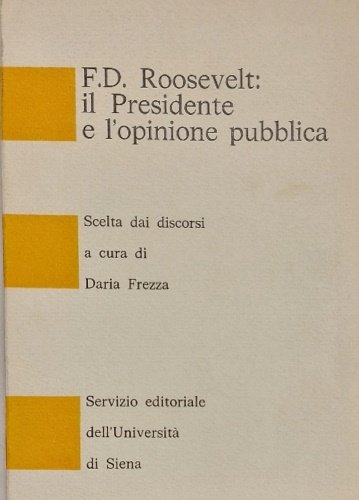 F.D. Roosevelt:
il Presidente
e l'opinione pubblica
Scelta dai discorsi
a cura di
Daria Frezza
Servizio editoriale
dell'Università
di Siena